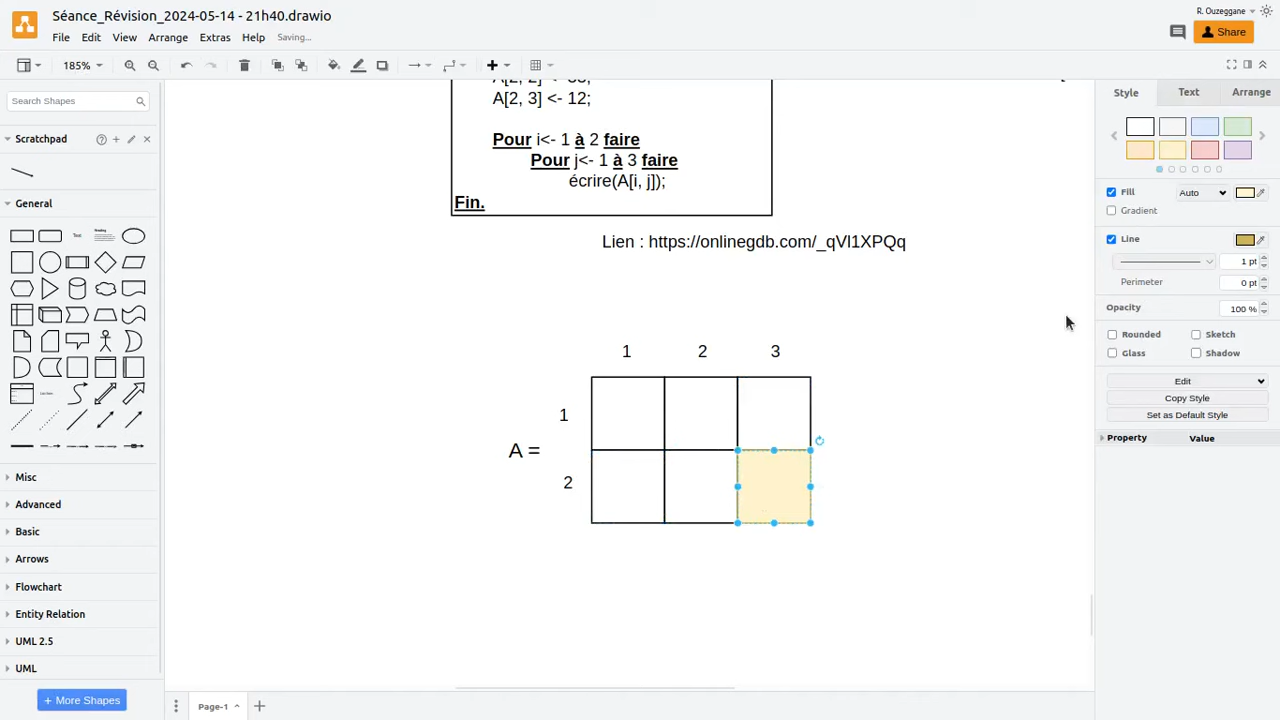 Séance_Révision_2024-05-14 - 21h40.drawio
R. Ouzeggane
File Edit View Arrange Extras Help Saving...
Share
185%
Search Shapes
Scratchpad
General
Text
Heading
List Item
Misc
Advanced
Basic
Arrows
Flowchart
Entity Relation
UML 2.5
UML
+ More Shapes
A[2, 3] <- 12;
Pour i<- 1 à 2 faire
Pour j<- 1 à 3 faire
écrire(A[i, j]);
Fin.
Lien : https://onlinegdb.com/_qVl1XPQq
1 2 3
1
A =
2
Page-1
Style Text Arrange
Fill Auto
Gradient
Line
1 pt
Perimeter 0 pt
Opacity 100 %
Rounded Sketch
Glass Shadow
Edit
Copy Style
Set as Default Style
Property Value